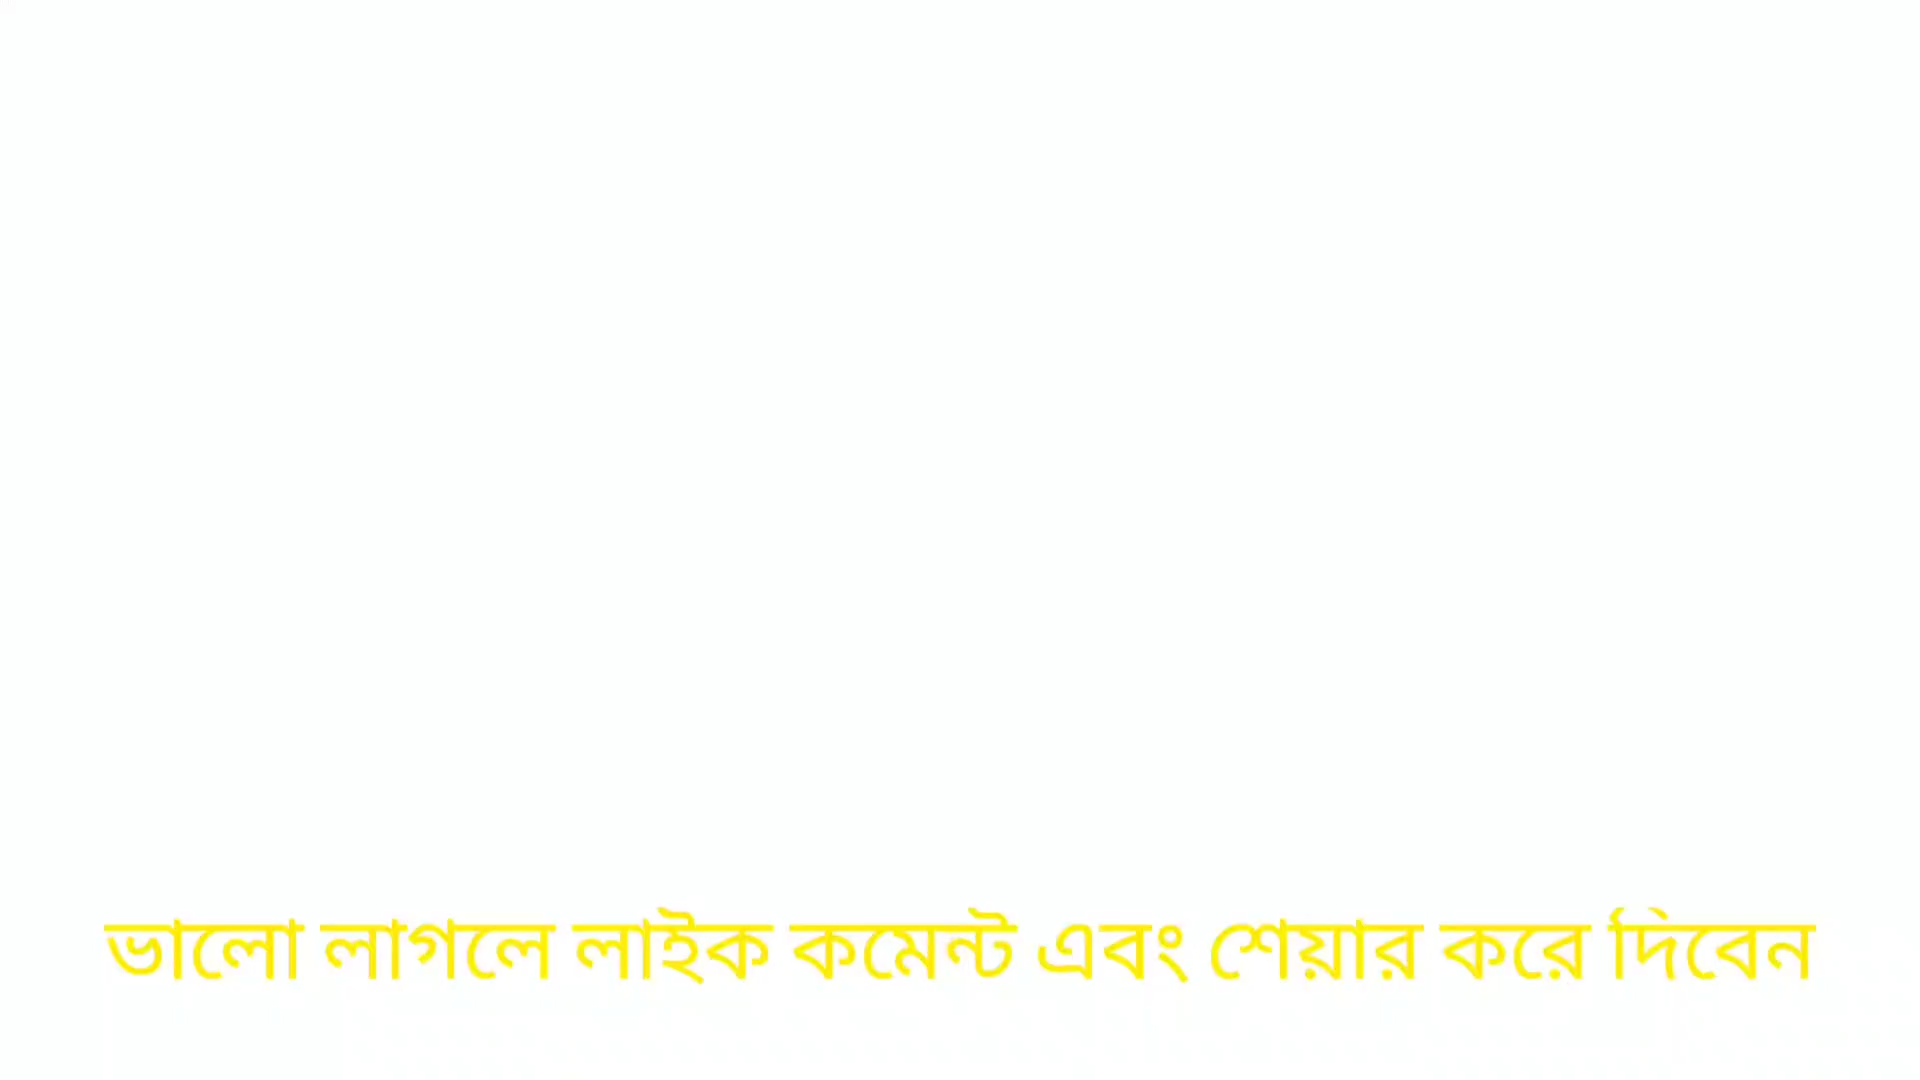 ভালো লাগলে লাইক কমেন্ট এবং শেয়ার করে দিবেন